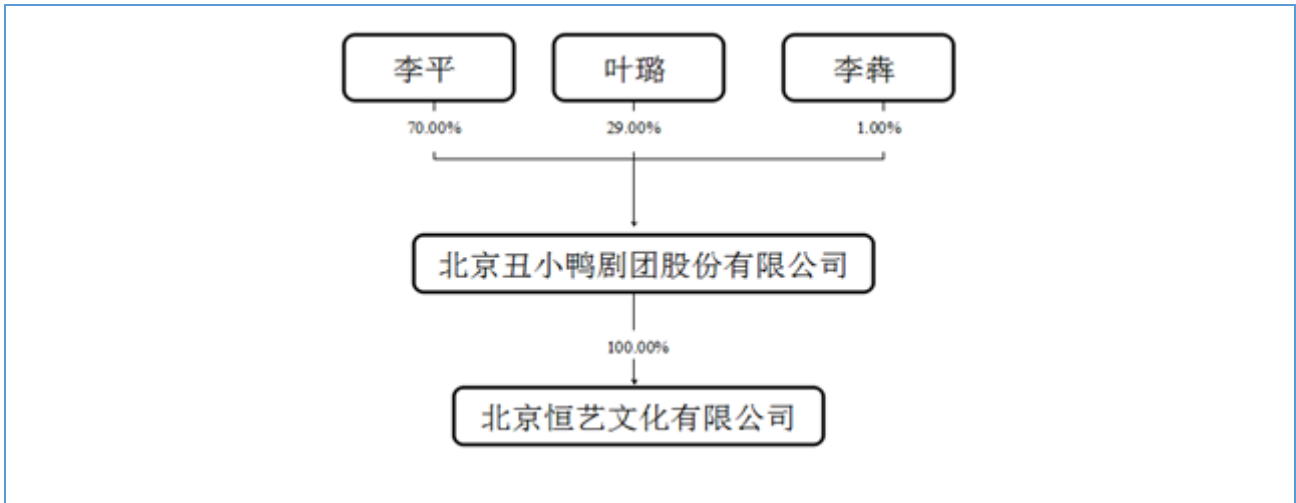 李平
叶璐
李犇
70.00%
29.00%
1.00%
北京丑小鸭剧团股份有限公司
100.00%
北京恒艺文化有限公司